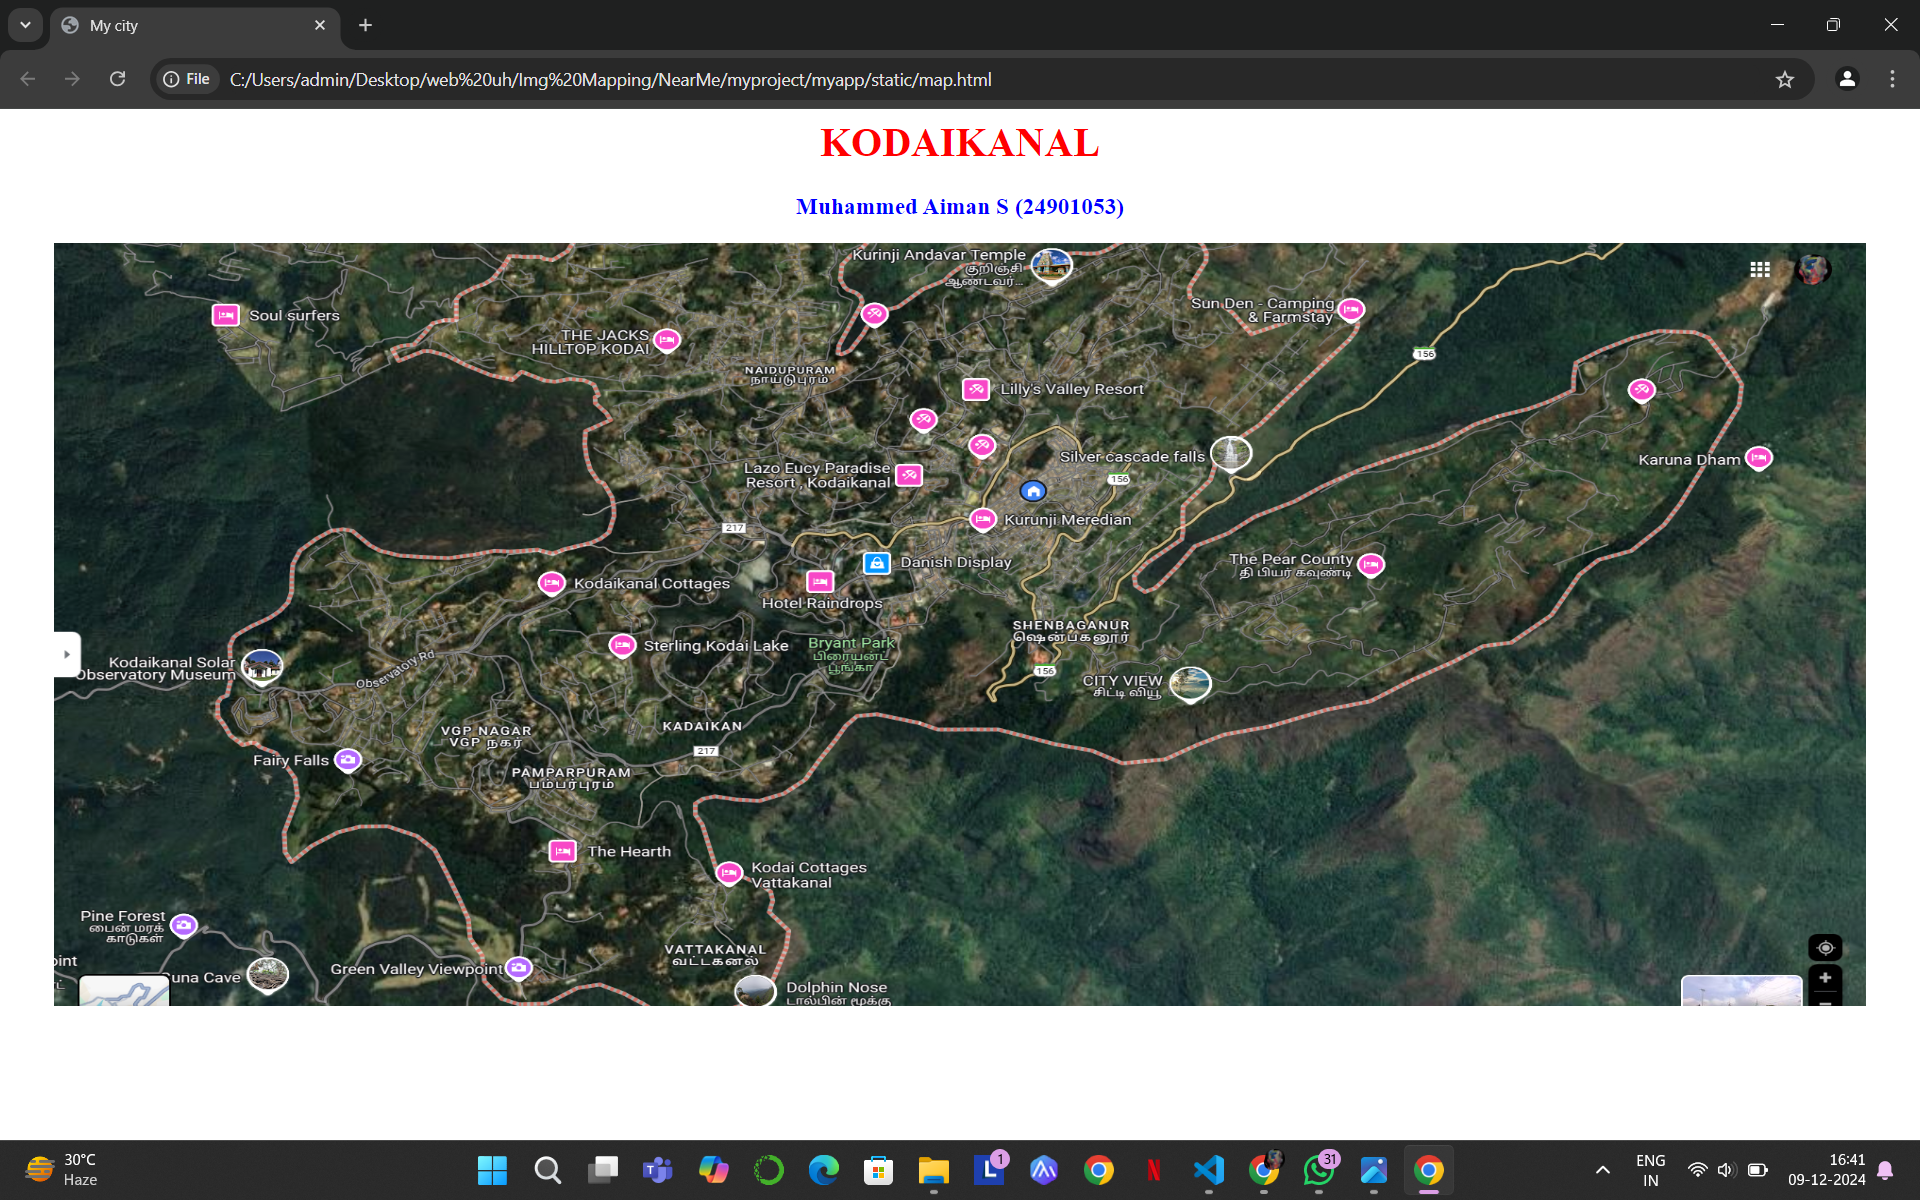 My city
File
C:/Users/admin/Desktop/web%20uh/Img%20Mapping/NearMe/myproject/myapp/static/map.html
KODAIKANAL
Muhammed Aiman S (24901053)
Kurinji Andavar Temple
குறிஞ்சி
ஆண்டவர்...
Soul surfers
Sun Den - Camping
& Farmstay
THE JACKS
HILLTOP KODAI
156
NAIDUPURAM
நாயுடுபுரம்
Lilly's Valley Resort
Silver cascade falls
Karuna Dham
Lazo Eucy Paradise
Resort , Kodaikanal
156
217
Kurunji Meredian
Danish Display
The Pear County
தி பியர் கவுண்டி
Kodaikanal Cottages
Hotel Raindrops
SHENBAGANUR
ஷென்பகனூர்
Sterling Kodai Lake
Bryant Park
பிரையண்ட்
பூங்கா
Kodaikanal Solar
Observatory Museum
Observatory Rd
156
CITY VIEW
சிட்டி வியூ
KADAIKAN
VGP NAGAR
VGP நகர்
217
Fairy Falls
PAMPARPURAM
பம்பர்புரம்
The Hearth
Kodai Cottages
Vattakanal
Pine Forest
பைன் மரக்
காடுகள்
VATTAKANAL
வட்டகனல்
oint
Green Valley Viewpoint
una Cave
Dolphin Nose
டால்பின் மூக்கு
30°C
Haze
1
31
ENG
IN
16:41
09-12-2024